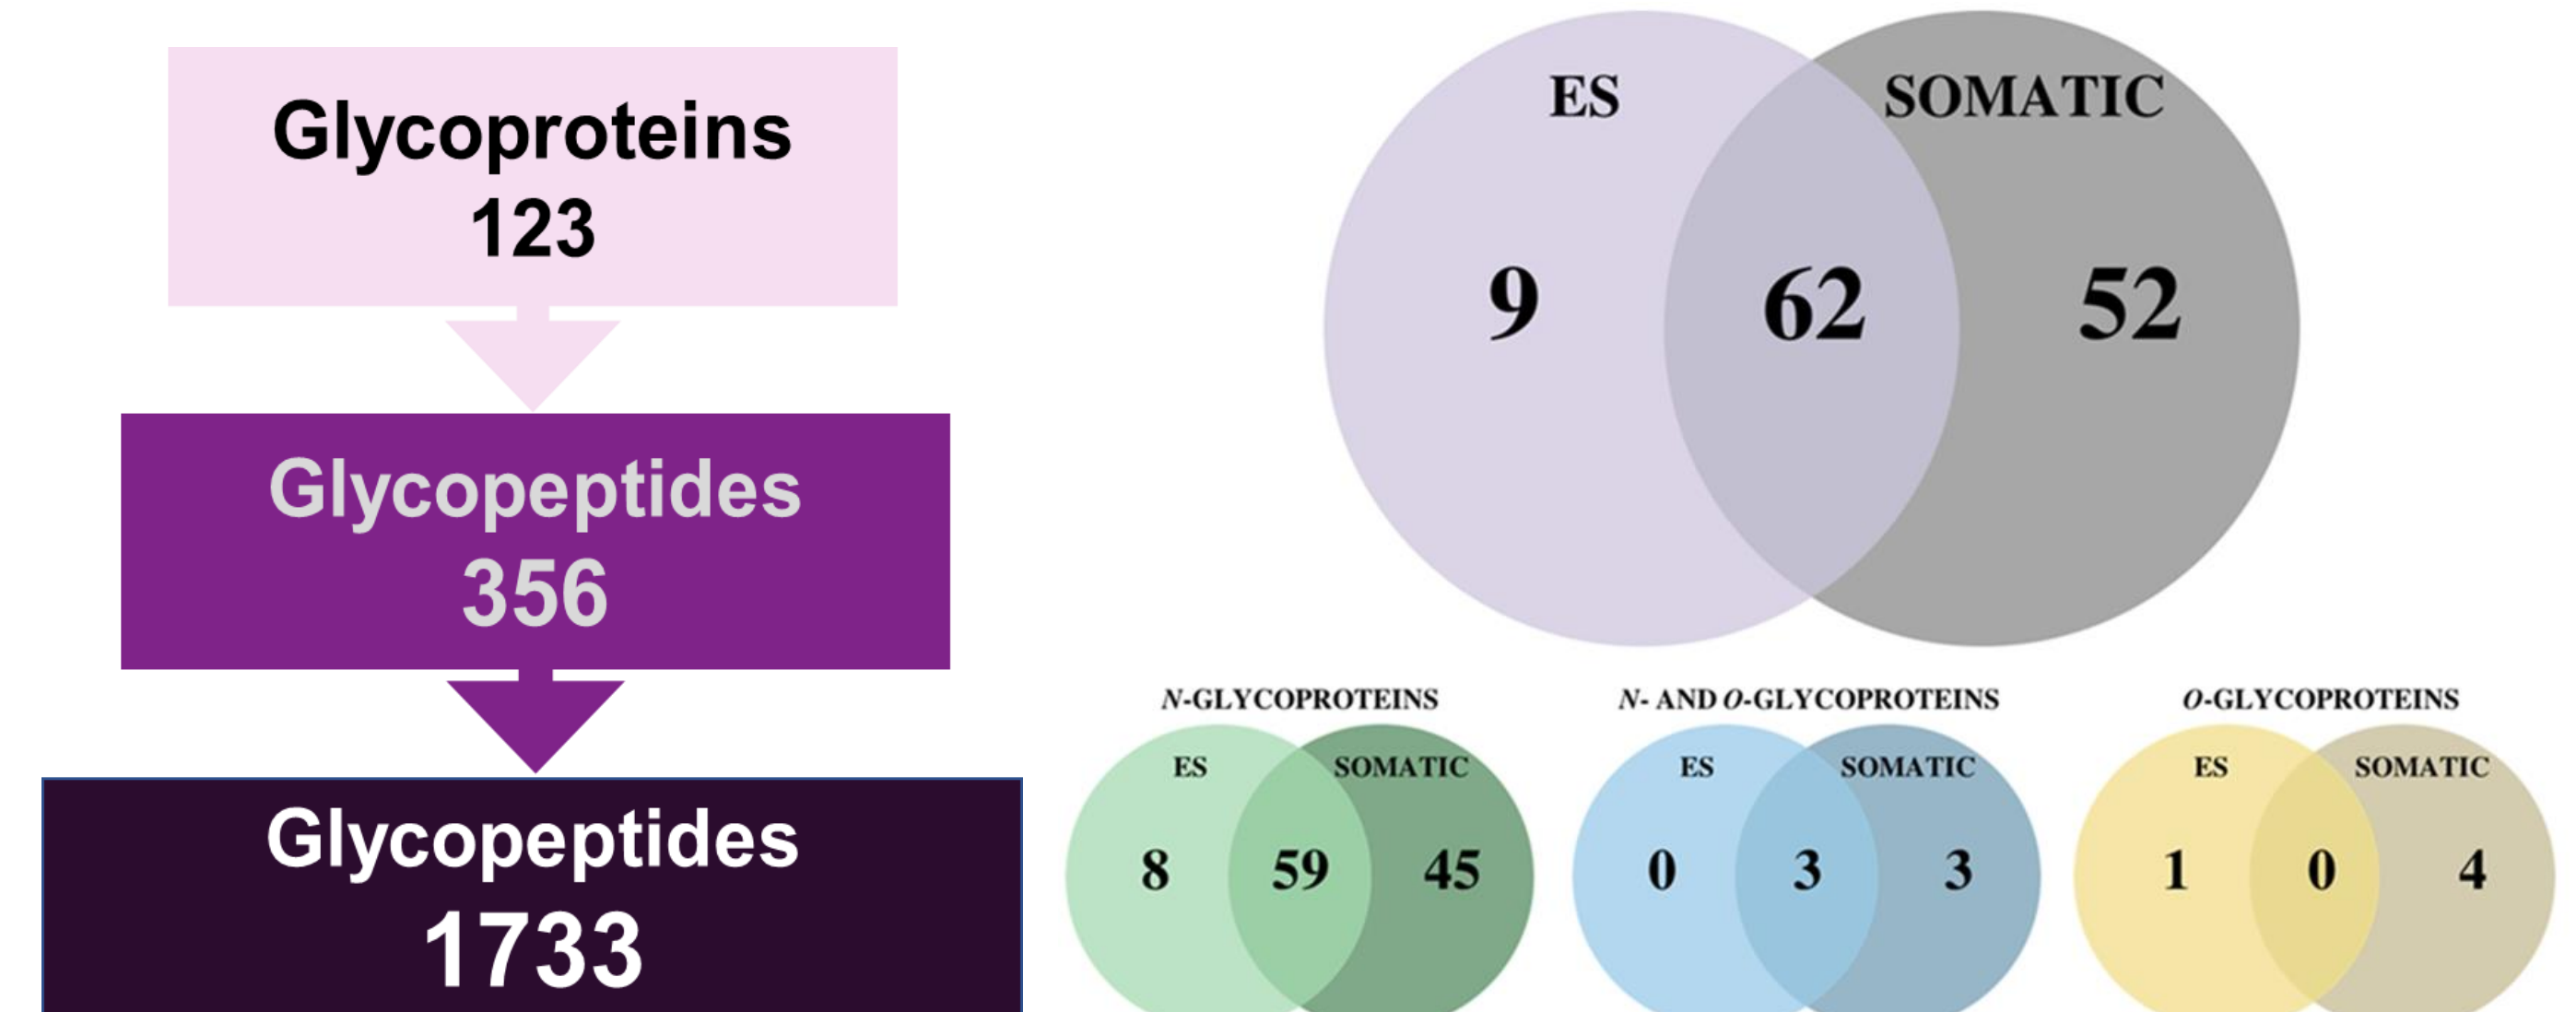 Glycoproteins
123
Glycopeptides
356
Glycopeptides
1733
ES SOMATIC
9 62 52
N-GLYCOPROTEINS
ES SOMATIC
8 59 45
N- AND O-GLYCOPROTEINS
ES SOMATIC
0 3 3
O-GLYCOPROTEINS
ES SOMATIC
1 0 4